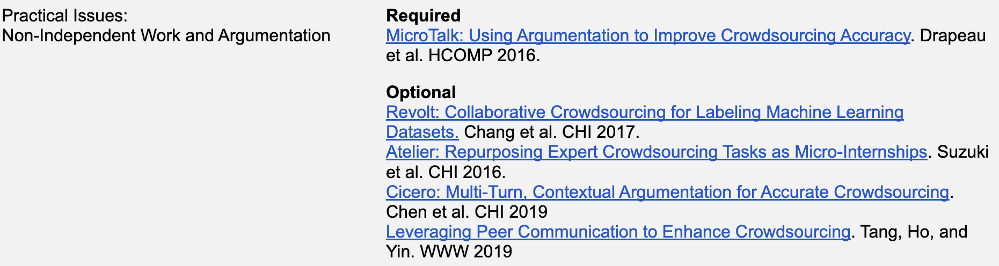 Practical Issues:
Non-Independent Work and Argumentation
Required
MicroTalk: Using Argumentation to Improve Crowdsourcing Accuracy. Drapeau
et al. HCOMP 2016.
Optional
Revolt: Collaborative Crowdsourcing for Labeling Machine Learning
Datasets. Chang et al. CHI 2017.
Atelier: Repurposing Expert Crowdsourcing Tasks as Micro-Internships. Suzuki
et al. CHI 2016.
Cicero: Multi-Turn, Contextual Argumentation for Accurate Crowdsourcing.
Chen et al. CHI 2019
Leveraging Peer Communication to Enhance Crowdsourcing. Tang, Ho, and
Yin. WWW 2019